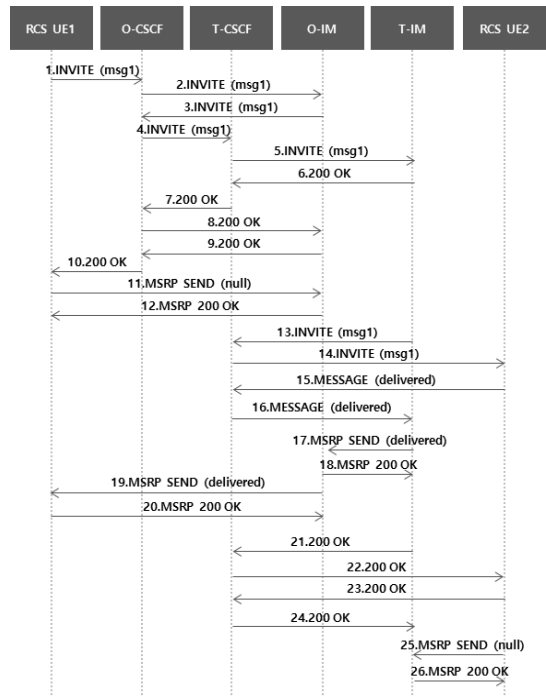 RCS UE1 O-CSCF T-CSCF O-IM T-IM RCS UE2
1.INVITE (msg1)
2.INVITE (msg1)
3.INVITE (msg1)
4.INVITE (msg1)
5.INVITE (msg1)
6.200 OK
7.200 OK
8.200 OK
9.200 OK
10.200 OK
11.MSRP SEND (null)
12.MSRP 200 OK
13.INVITE (msg1)
14.INVITE (msg1)
15.MESSAGE (delivered)
16.MESSAGE (delivered)
17.MSRP SEND (delivered)
18.MSRP 200 OK
19.MSRP SEND (delivered)
20.MSRP 200 OK
21.200 OK
22.200 OK
23.200 OK
24.200 OK
25.MSRP SEND (null)
26.MSRP 200 OK